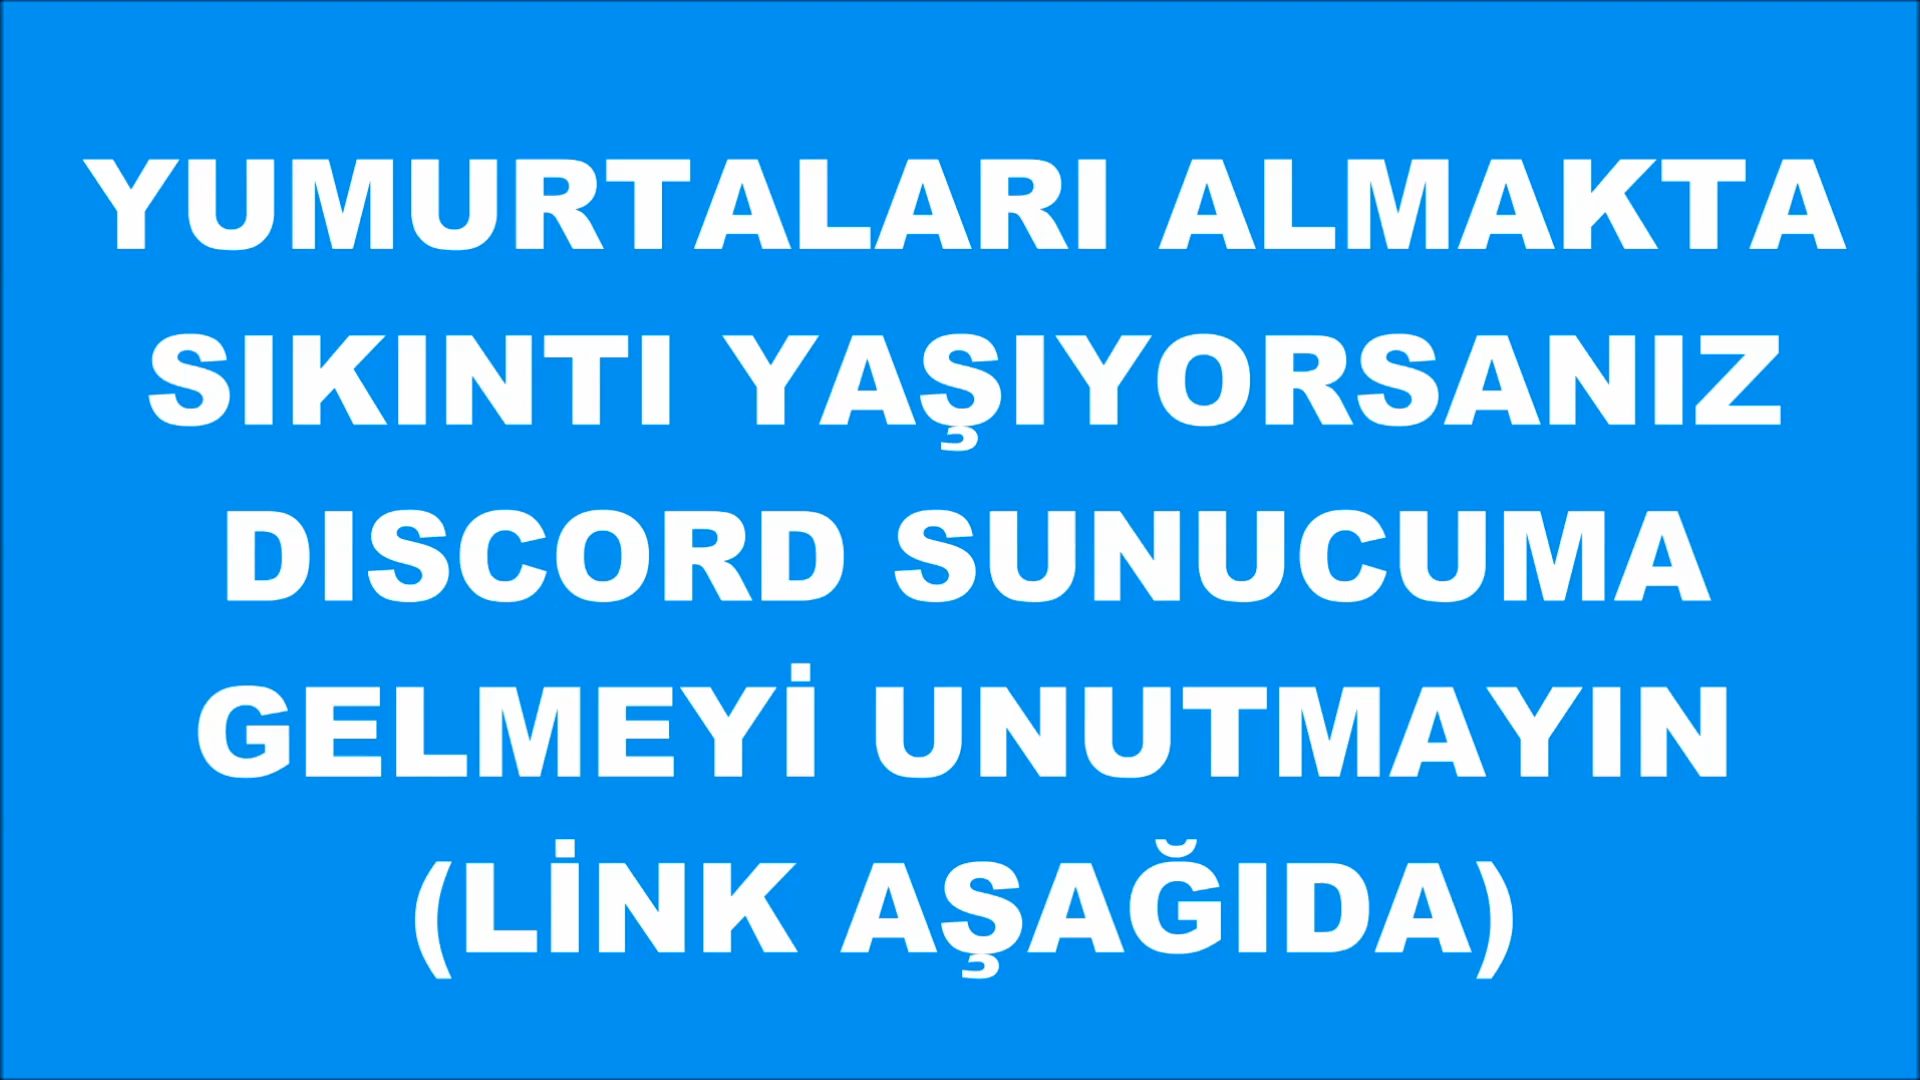 YUMURTALARI ALMAKTA
SIKINTI YAŞIYORSANIZ
DISCORD SUNUCUMA
GELMEYİ UNUTMAYIN
(LİNK AŞAĞIDA)